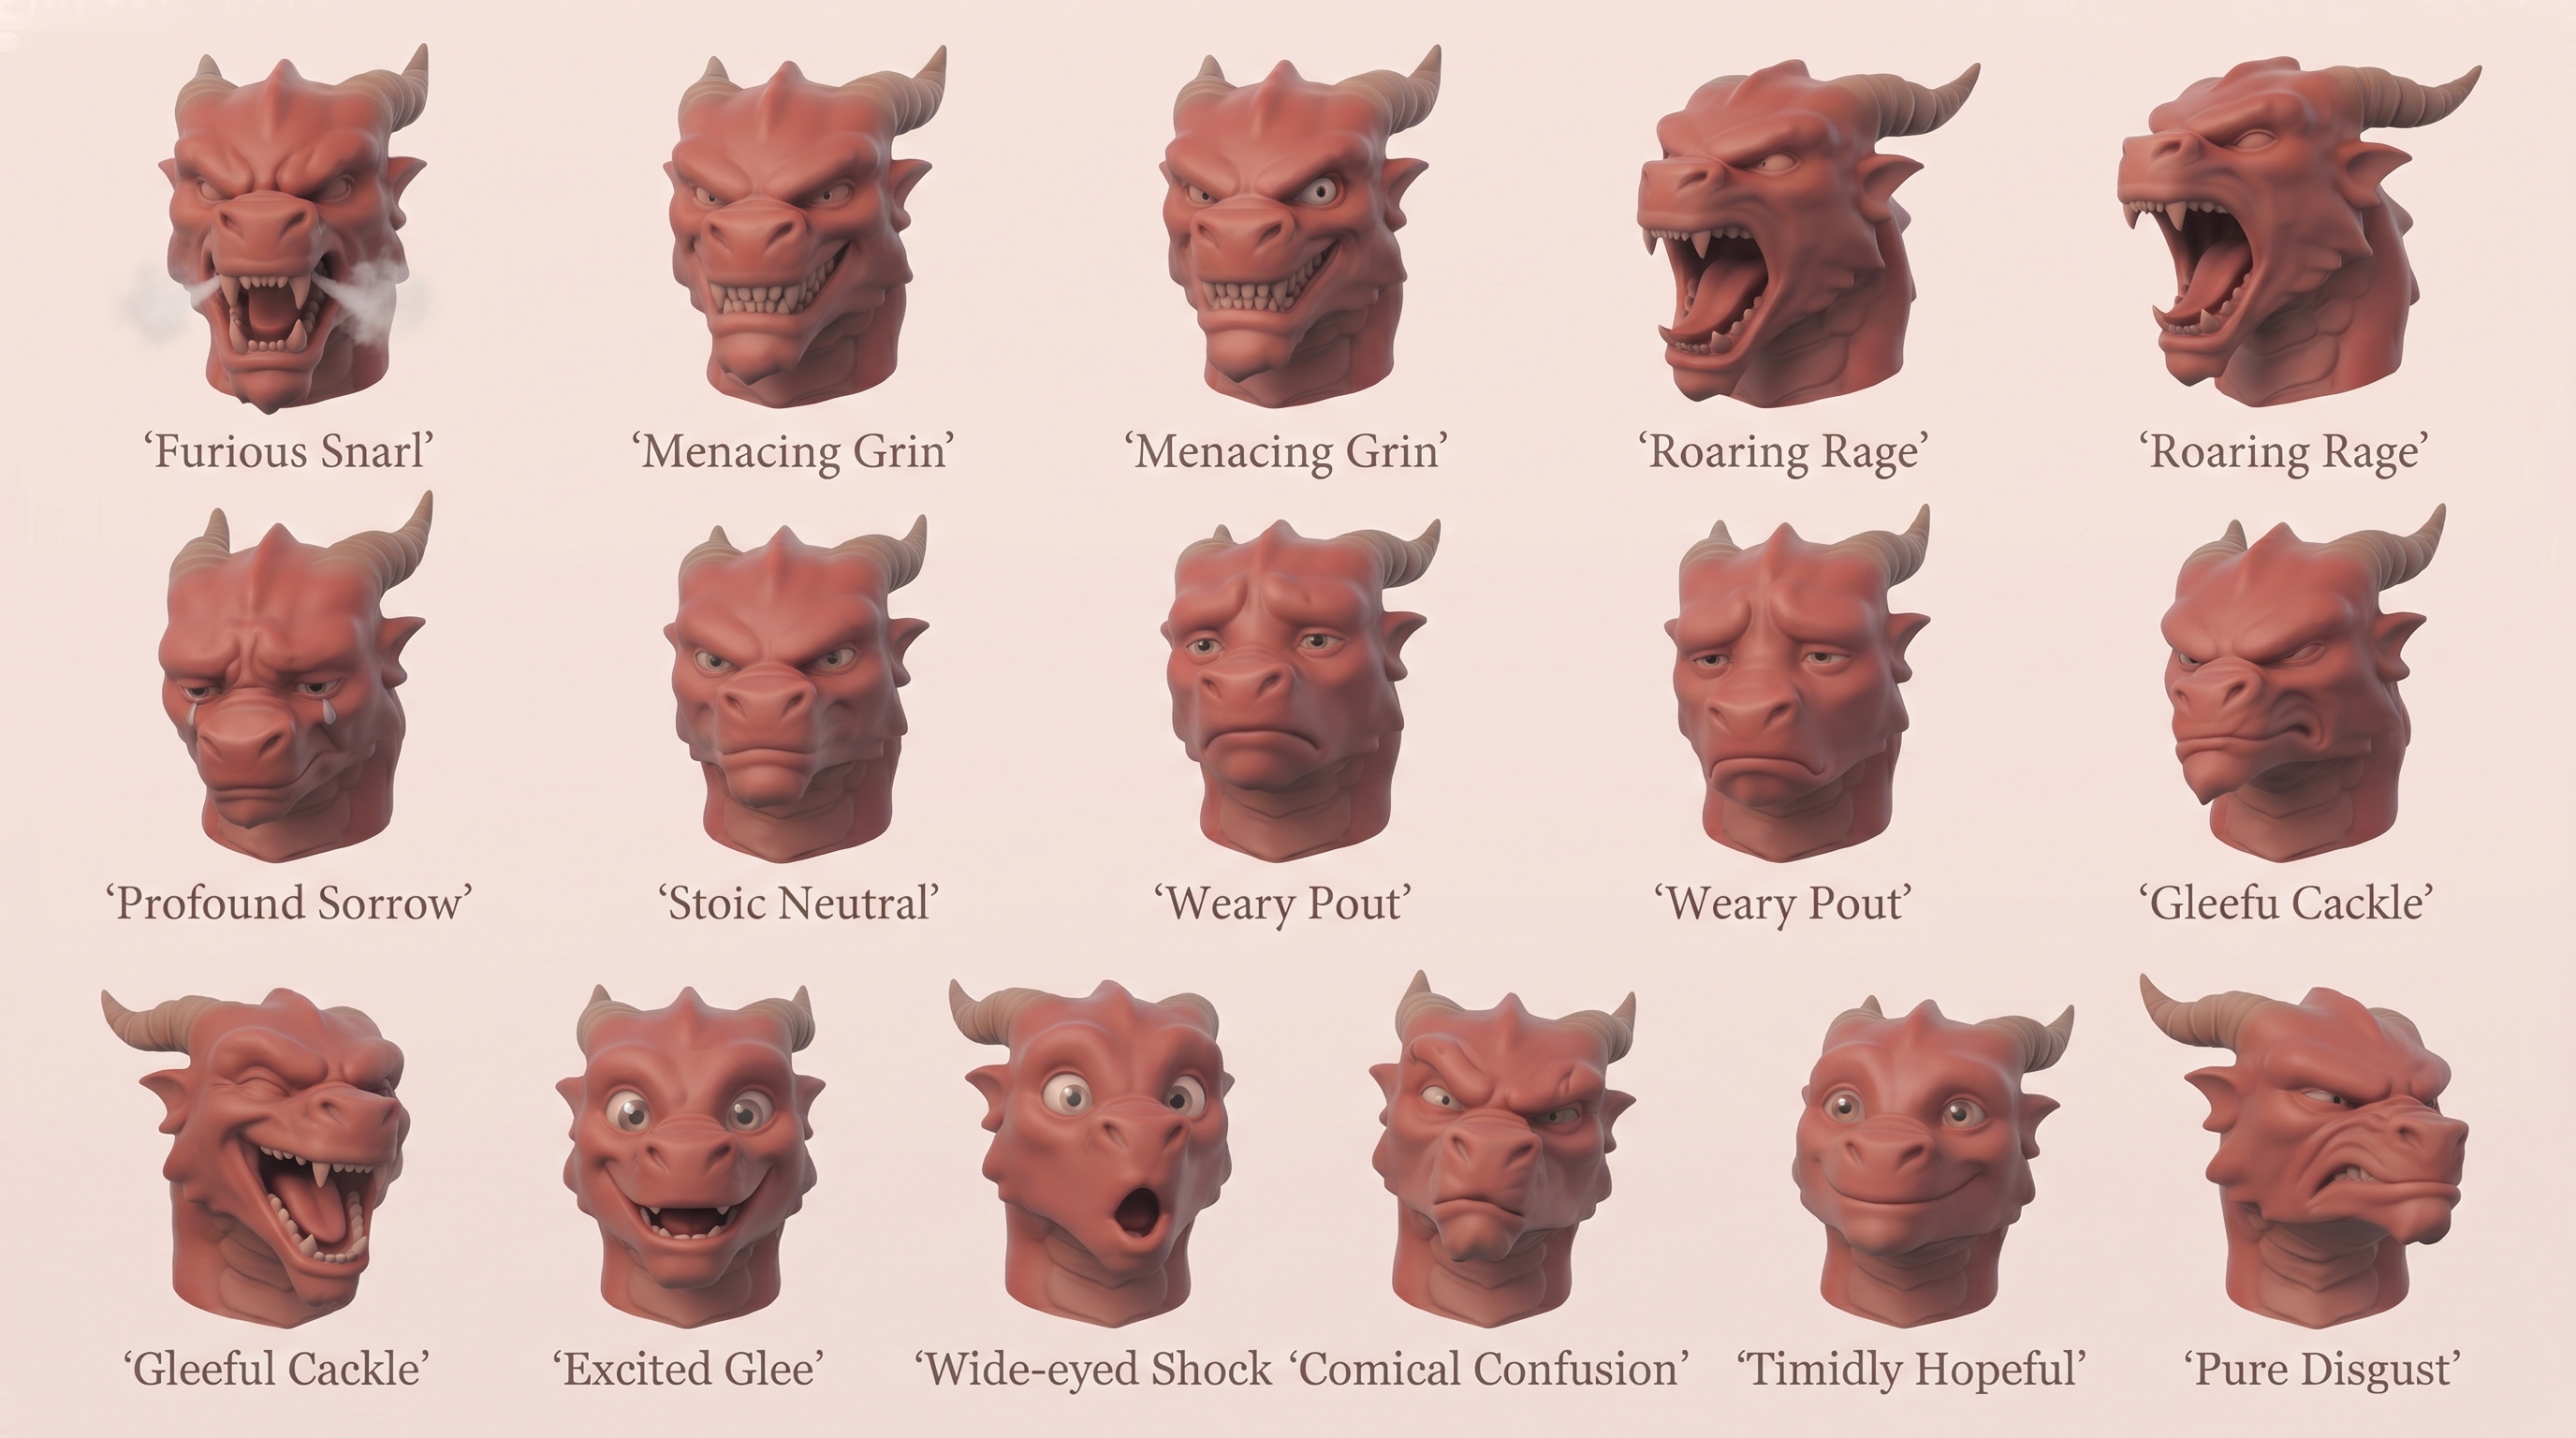 ‘Furious Snarl’
‘Menacing Grin’
‘Menacing Grin’
‘Roaring Rage’
‘Roaring Rage’
‘Profound Sorrow’
‘Stoic Neutral’
‘Weary Pout’
‘Weary Pout’
‘Gleefu Cackle’
‘Gleeful Cackle’
‘Excited Glee’
‘Wide-eyed Shock
‘Comical Confusion’
‘Timidly Hopeful’
‘Pure Disgust’